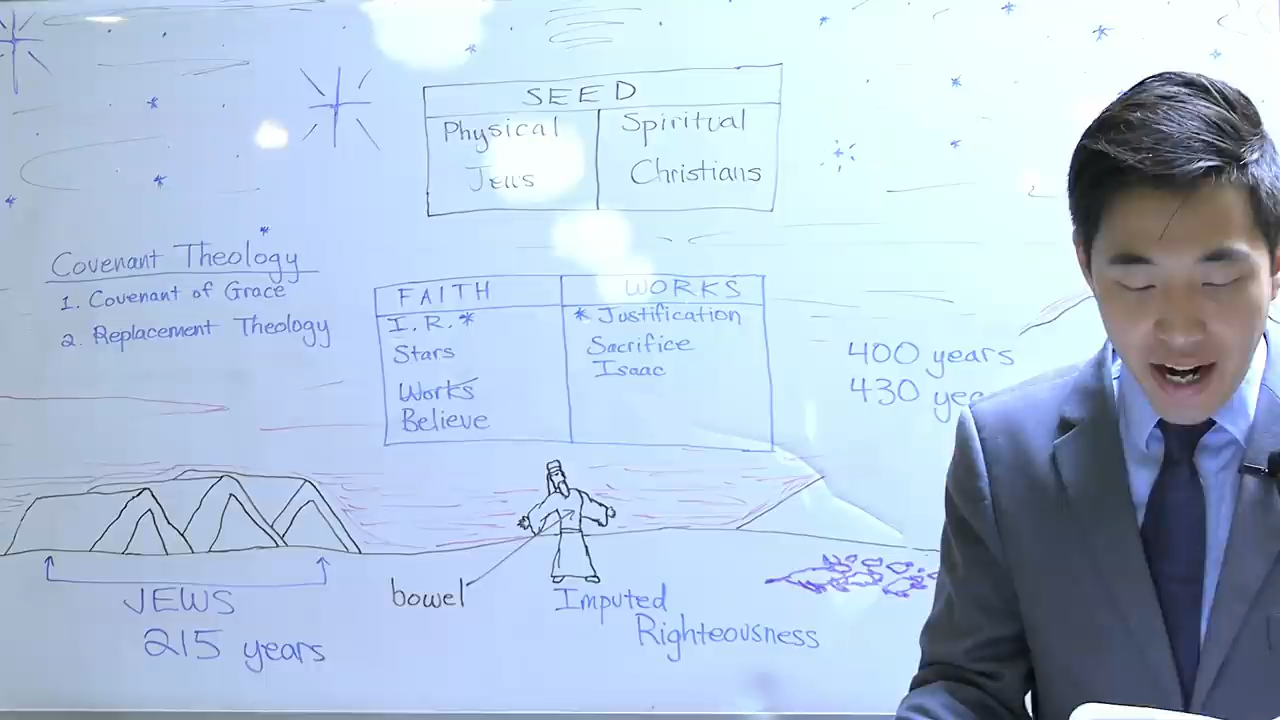 SEED
Physical
Spiritual
Jews
Christians
Covenant Theology
1. Covenant of Grace
2. Replacement Theology
FAITH
WORKS
I.R.*
* Justification
Stars
Sacrifice
Isaac
Works
Believe
400 years
430
JEWS
215 years
bowel
Imputed
Righteousness